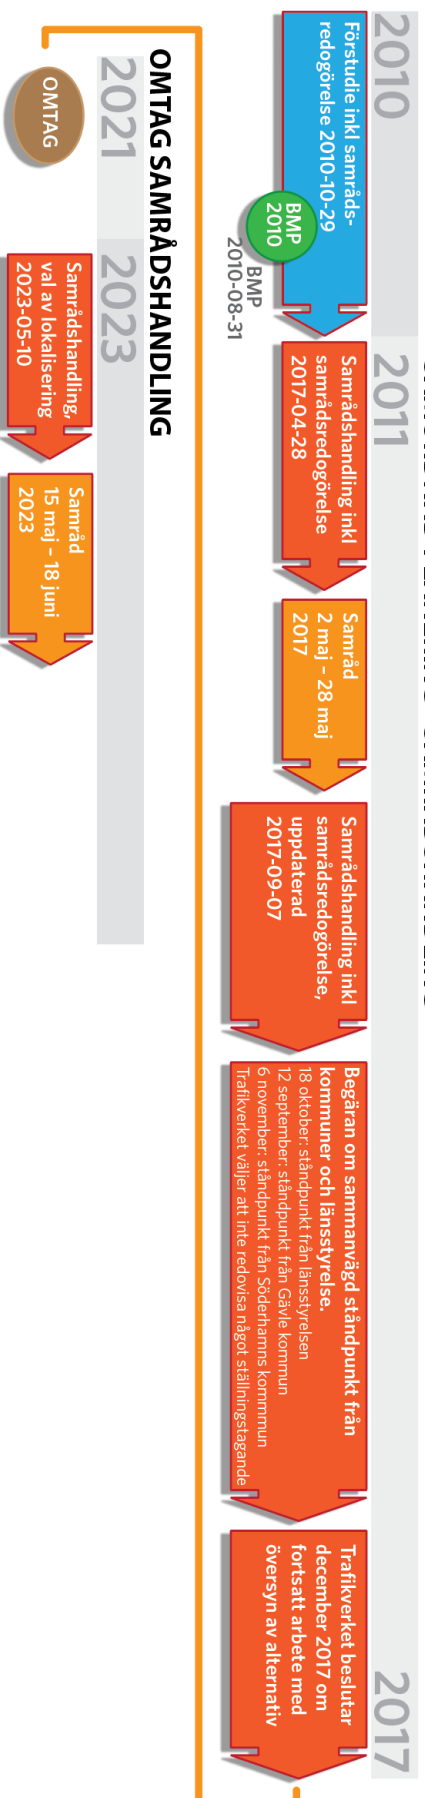 2010
2011
2017
Förstudie inkl samråds-
redogörelse 2010-10-29
BMP
2010
BMP
2010-08-31
Samrådshandling inkl
samrådsredogörelse
2017-04-28
Samråd
2 maj – 28 maj
2017
Samrådshandling inkl
samrådsredogörelse,
uppdaterad
2017-09-07
Begäran om sammanvägd ståndpunkt från
kommuner och länsstyrelse.
18 oktober: ståndpunkt från länsstyrelsen
12 september: ståndpunkt från Gävle kommun
6 november: ståndpunkt från Söderhamns kommun
Trafikverket väljer att inte redovisa något ställningstagande
Trafikverket beslutar
december 2017 om
fortsatt arbete med
översyn av alternativ
OMTAG SAMRÅDSHANDLING
2021
2023
OMTAG
Samrådshandling,
val av lokalisering
2023-05-10
Samråd
15 maj – 18 juni
2023